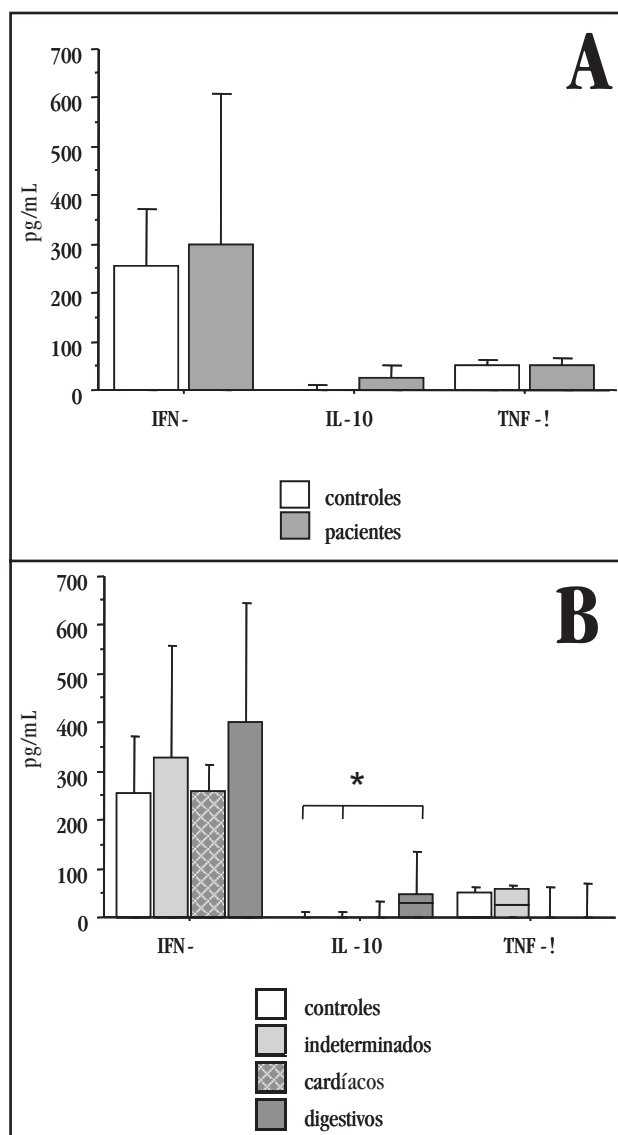 A
700
600
500
400
300
200
100
0
pg/mL
IFN-
IL-10
TNF-!
controles
pacientes
B
700
600
500
400
300
200
100
0
pg/mL
*
IFN-
IL-10
TNF-!
controles
indeterminados
cardíacos
digestivos